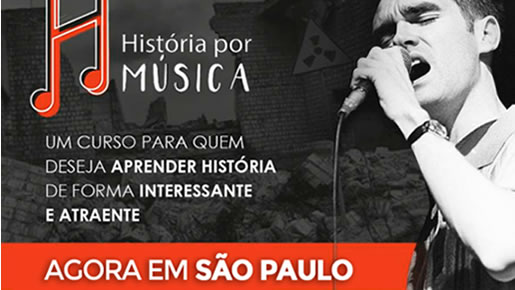 História por
MÚSICA
UM CURSO PARA QUEM
DESEJA APRENDER HISTÓRIA
DE FORMA INTERESSANTE
E ATRAENTE
AGORA EM SÃO PAULO